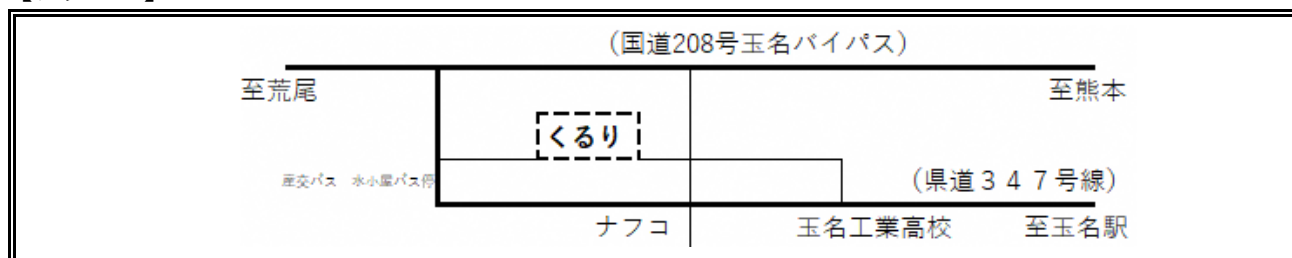 （国道208号玉名バイパス）
至荒尾
至熊本
くるり
産交バス　水小屋バス停
（県道３４７号線）
ナフコ
玉名工業高校
至玉名駅